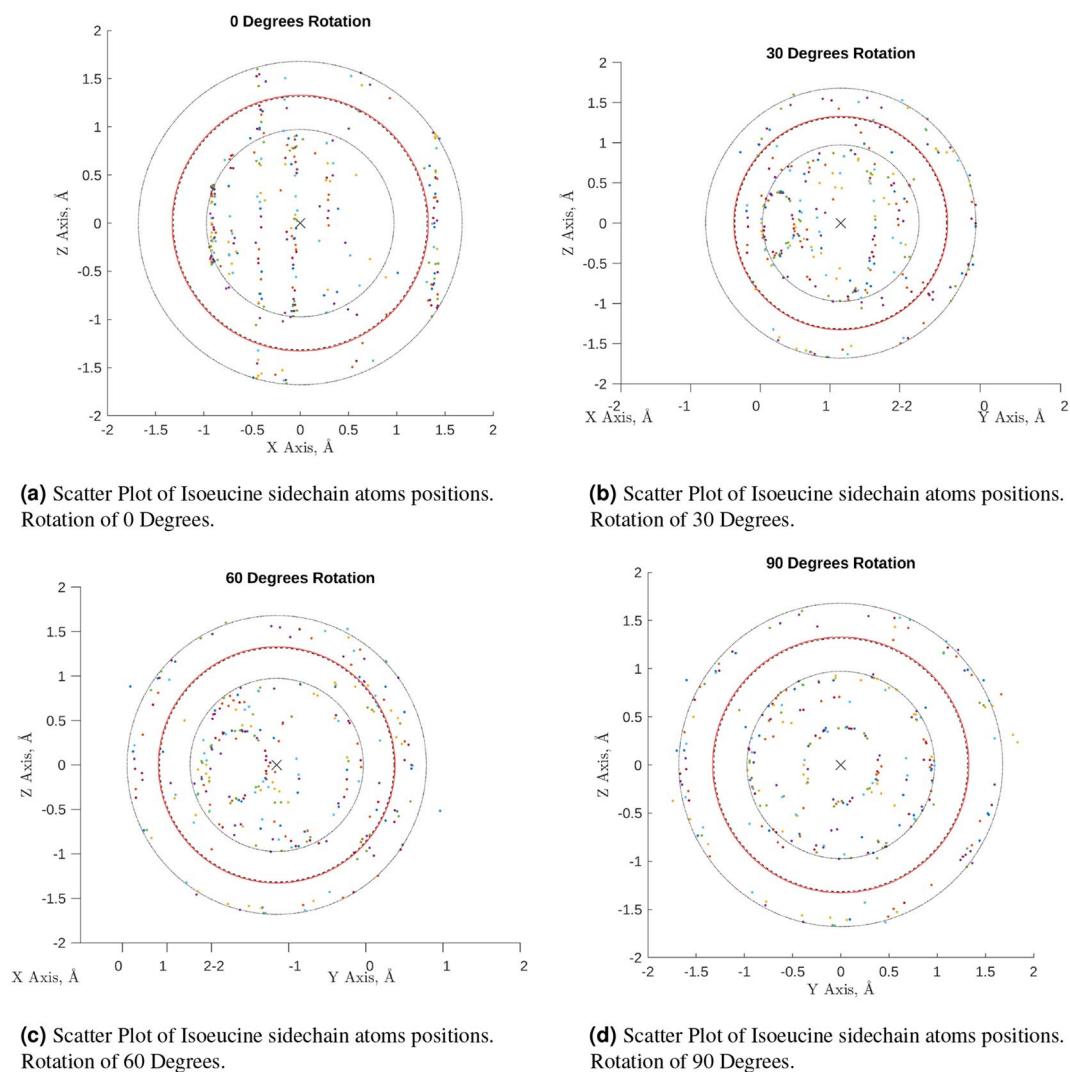 0 Degrees Rotation
2
1.5
1
0.5
0
-0.5
-1
-1.5
-2
Z Axis, Å
-2 -1.5 -1 -0.5 0 0.5 1 1.5 2
X Axis, Å
30 Degrees Rotation
2
1.5
1
0.5
0
-0.5
-1
-1.5
-2
Z Axis, Å
-2 -1 0 1 2-2 0 2
X Axis, Å Y Axis, Å
(a) Scatter Plot of Isoeucine sidechain atoms positions.
Rotation of 0 Degrees.
(b) Scatter Plot of Isoeucine sidechain atoms positions.
Rotation of 30 Degrees.
60 Degrees Rotation
2
1.5
1
0.5
0
-0.5
-1
-1.5
-2
Z Axis, Å
0 1 2-2 -1 0 1 2
X Axis, Å Y Axis, Å
90 Degrees Rotation
2
1.5
1
0.5
0
-0.5
-1
-1.5
-2
Z Axis, Å
-2 -1.5 -1 -0.5 0 0.5 1 1.5 2
Y Axis, Å
(c) Scatter Plot of Isoeucine sidechain atoms positions.
Rotation of 60 Degrees.
(d) Scatter Plot of Isoeucine sidechain atoms positions.
Rotation of 90 Degrees.